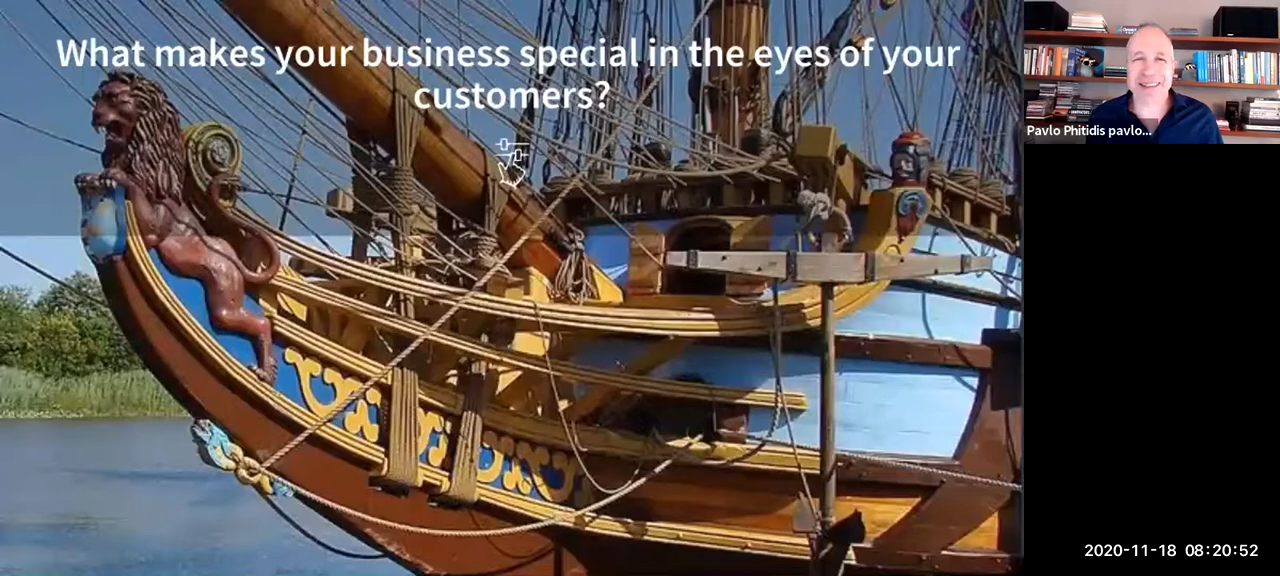 What makes your business special in the eyes of your
customers?
Pavlo Phitidis pavlo...
2020-11-18 08:20:52